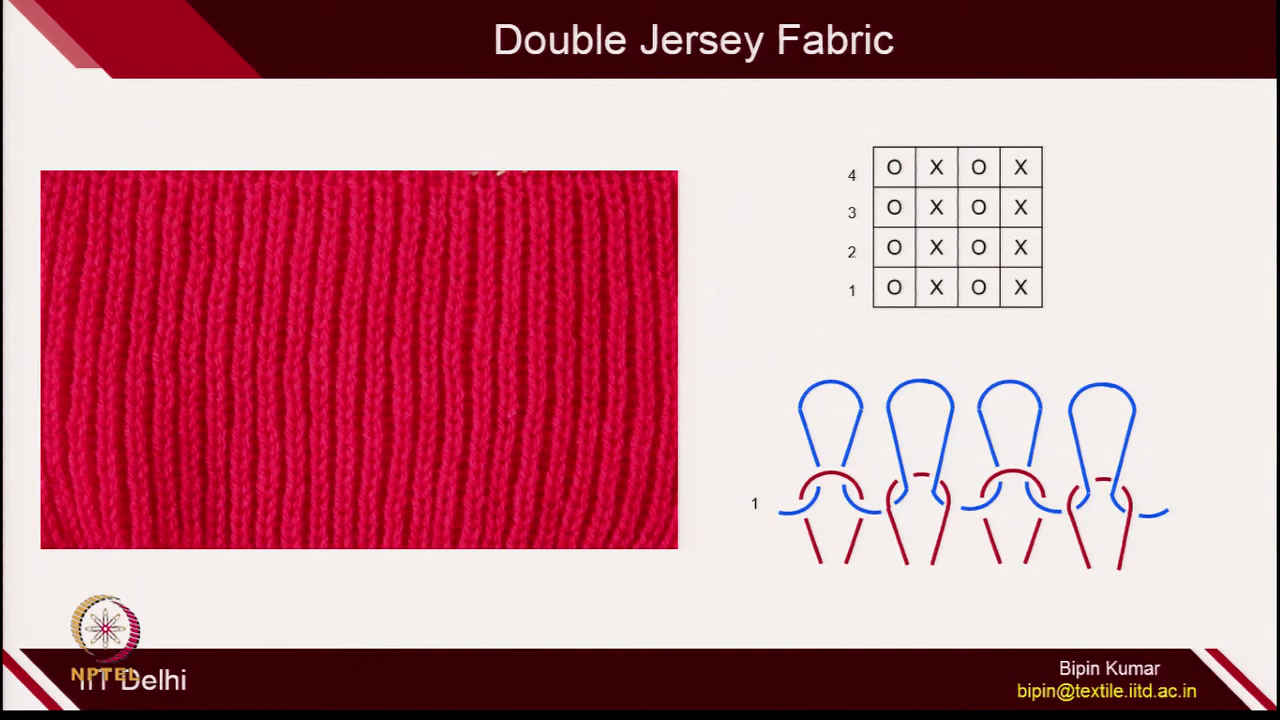 Double Jersey Fabric
4 O X O X
3 O X O X
2 O X O X
1 O X O X
1
NPTEL
IIT Delhi
Bipin Kumar
bipin@textile.iitd.ac.in